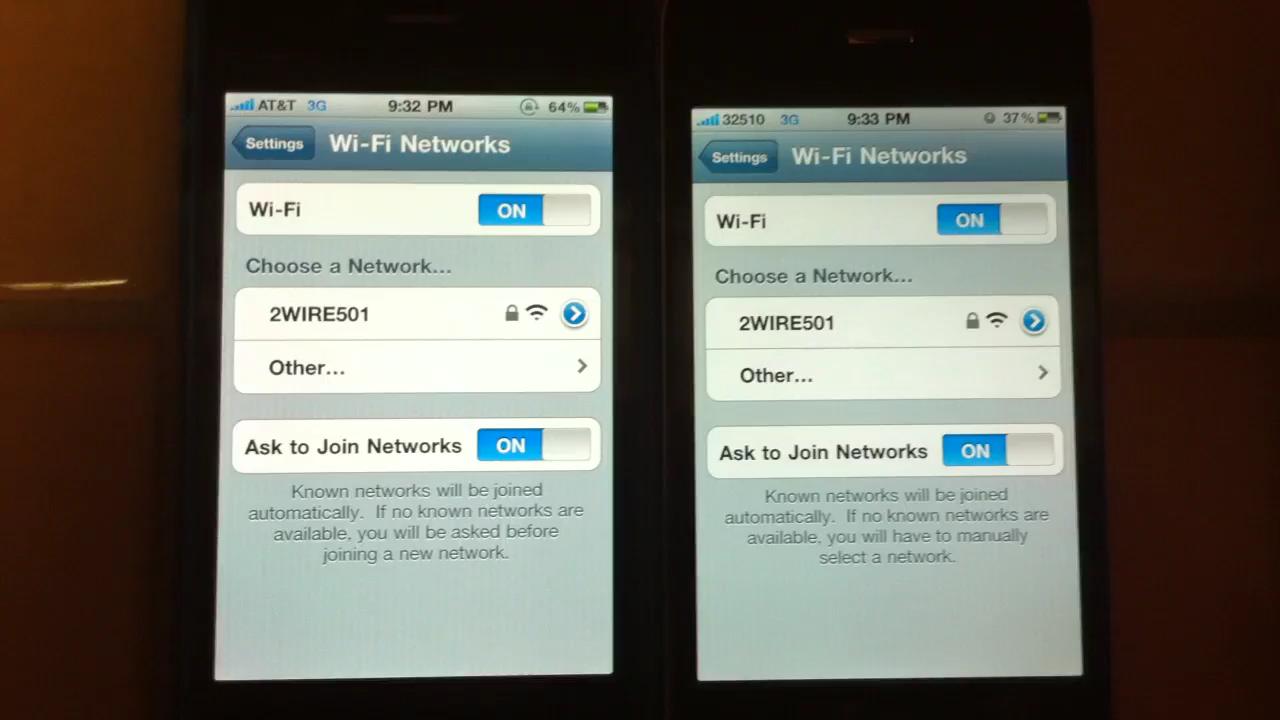 AT&T 3G 9:32 PM 64%
Settings Wi-Fi Networks
Wi-Fi ON
Choose a Network...
2WIRE501
Other...
Ask to Join Networks ON
Known networks will be joined
automatically. If no known networks are
available, you will be asked before
joining a new network.
32510 3G 9:33 PM 37%
Settings Wi-Fi Networks
Wi-Fi ON
Choose a Network...
2WIRE501
Other...
Ask to Join Networks ON
Known networks will be joined
automatically. If no known networks are
available, you will have to manually
select a network.